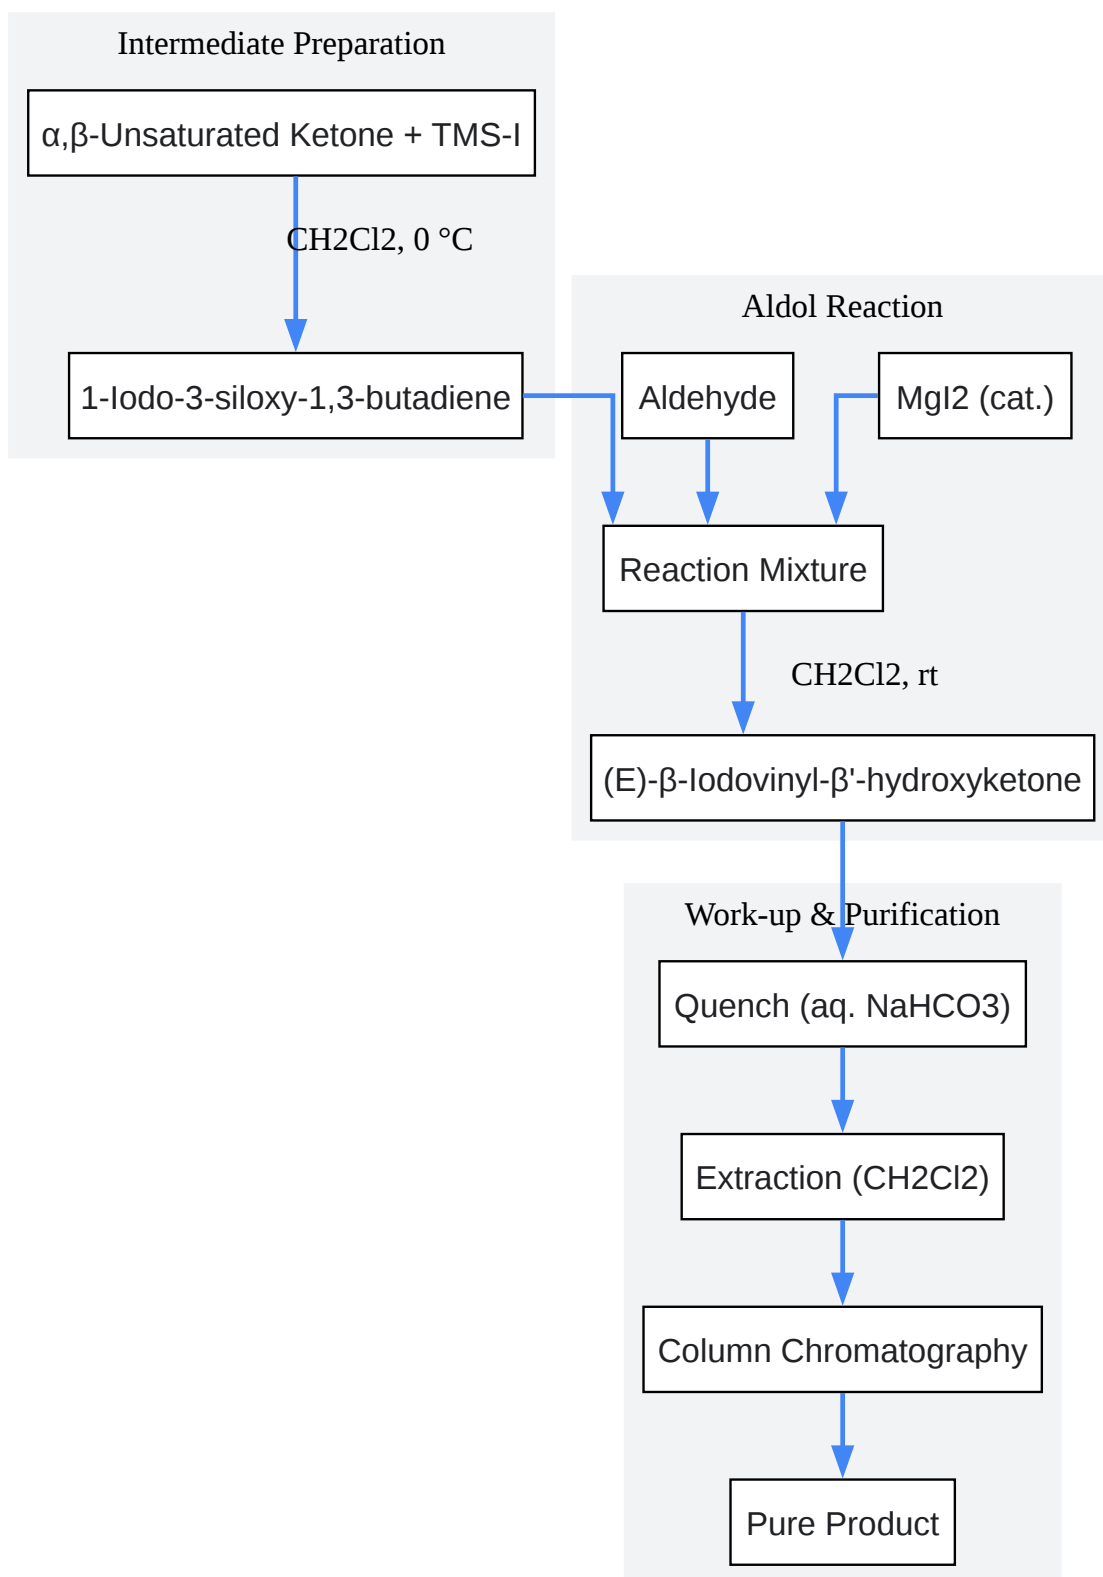 Intermediate Preparation
α,β-Unsaturated Ketone + TMS-I
CH2Cl2, 0 °C
1-Iodo-3-siloxy-1,3-butadiene
Aldol Reaction
Aldehyde
MgI2 (cat.)
Reaction Mixture
CH2Cl2, rt
(E)-β-Iodovinyl-β'-hydroxyketone
Work-up & Purification
Quench (aq. NaHCO3)
Extraction (CH2Cl2)
Column Chromatography
Pure Product